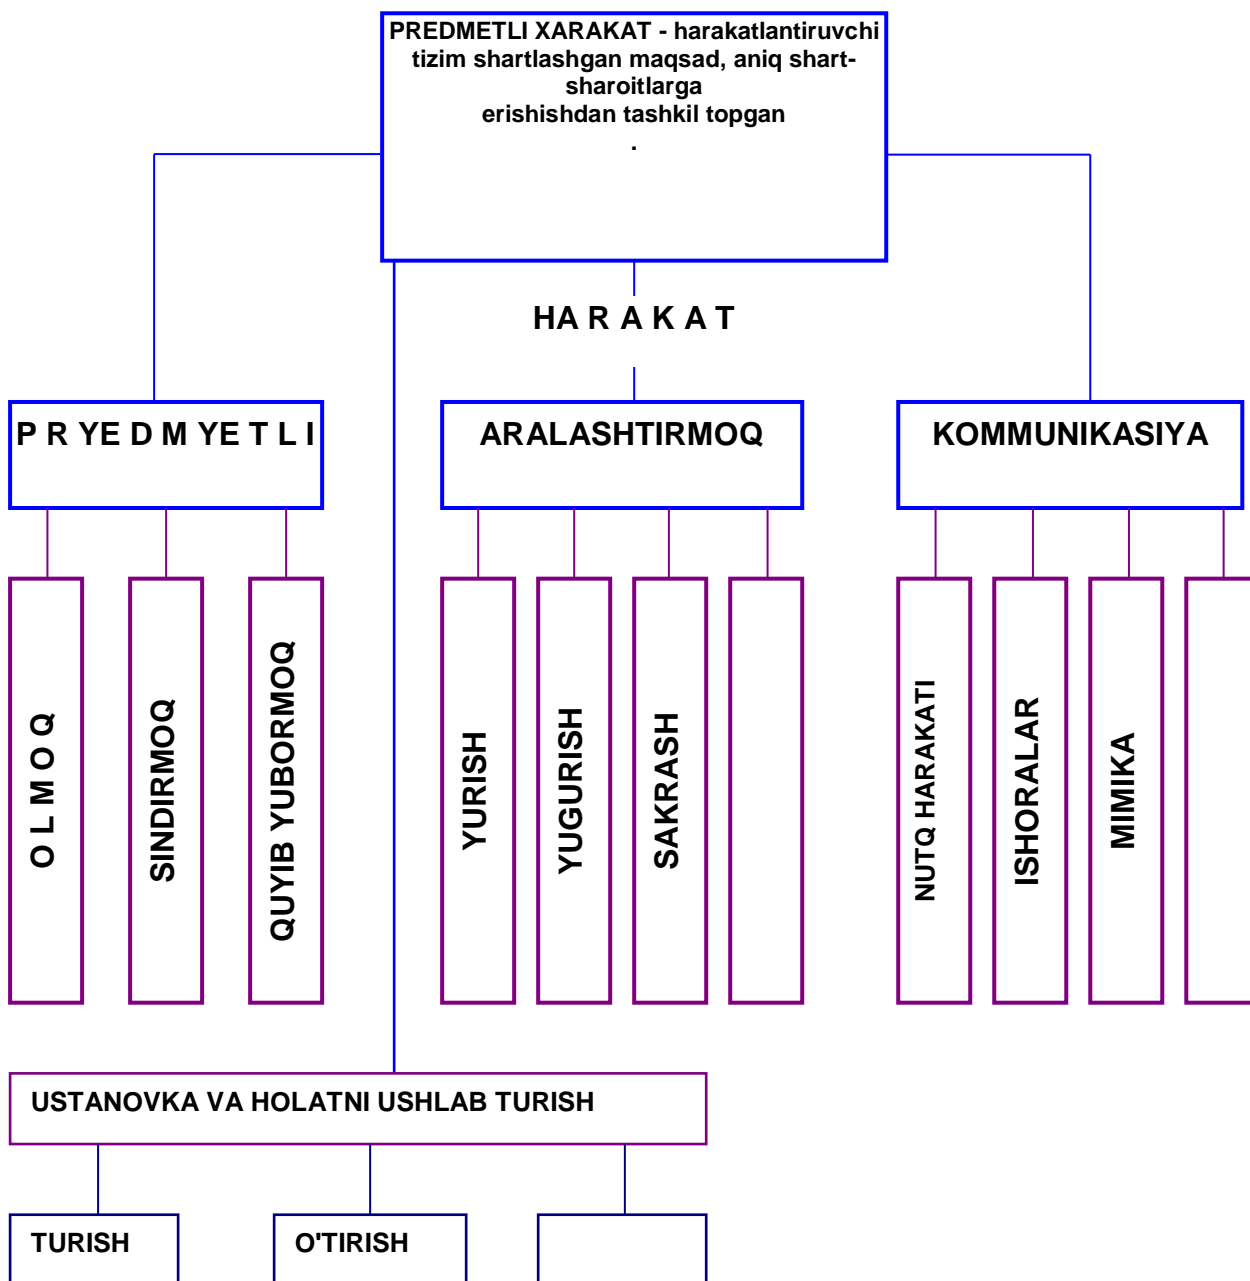 PREDMETLI XARAKAT - harakatlantiruvchi
tizim shartlashgan maqsad, aniq shart-
sharoitlarga
erishishdan tashkil topgan
.
HA R A K A T
P R YE D M YE T L I
ARALASHTIRMOQ
KOMMUNIKASIYA
O L M O Q
SINDIRMOQ
QUYIB YUBORMOQ
YURISH
YUGURISH
SAKRASH
NUTQ HARAKATI
ISHORALAR
MIMIKA
USTANOVKA VA HOLATNI USHLAB TURISH
TURISH
O'TIRISH